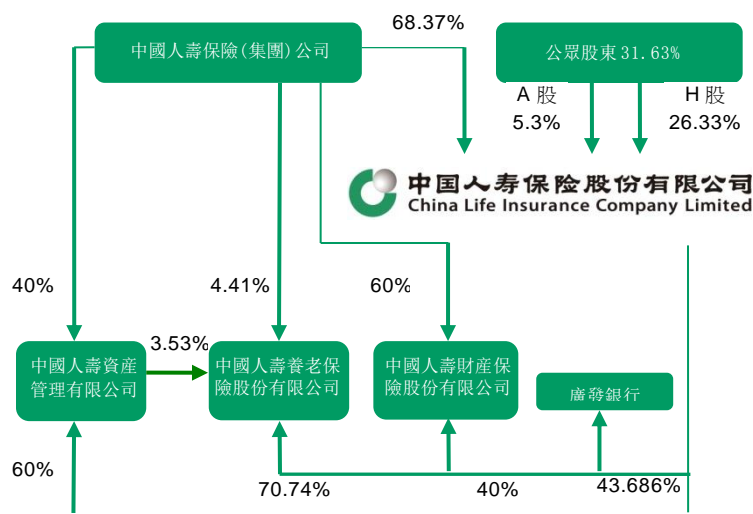 68.37%
中國人壽保險(集團)公司
公眾股東31.63%
A 股
5.3%
H 股
26.33%
中国人寿保险股份有限公司
China Life Insurance Company Limited
40%
4.41%
60%
3.53%
中國人壽資產
管理有限公司
中國人壽養老保
險股份有限公司
中國人壽財産保
險股份有限公司
廣發銀行
60%
70.74%
40%
43.686%